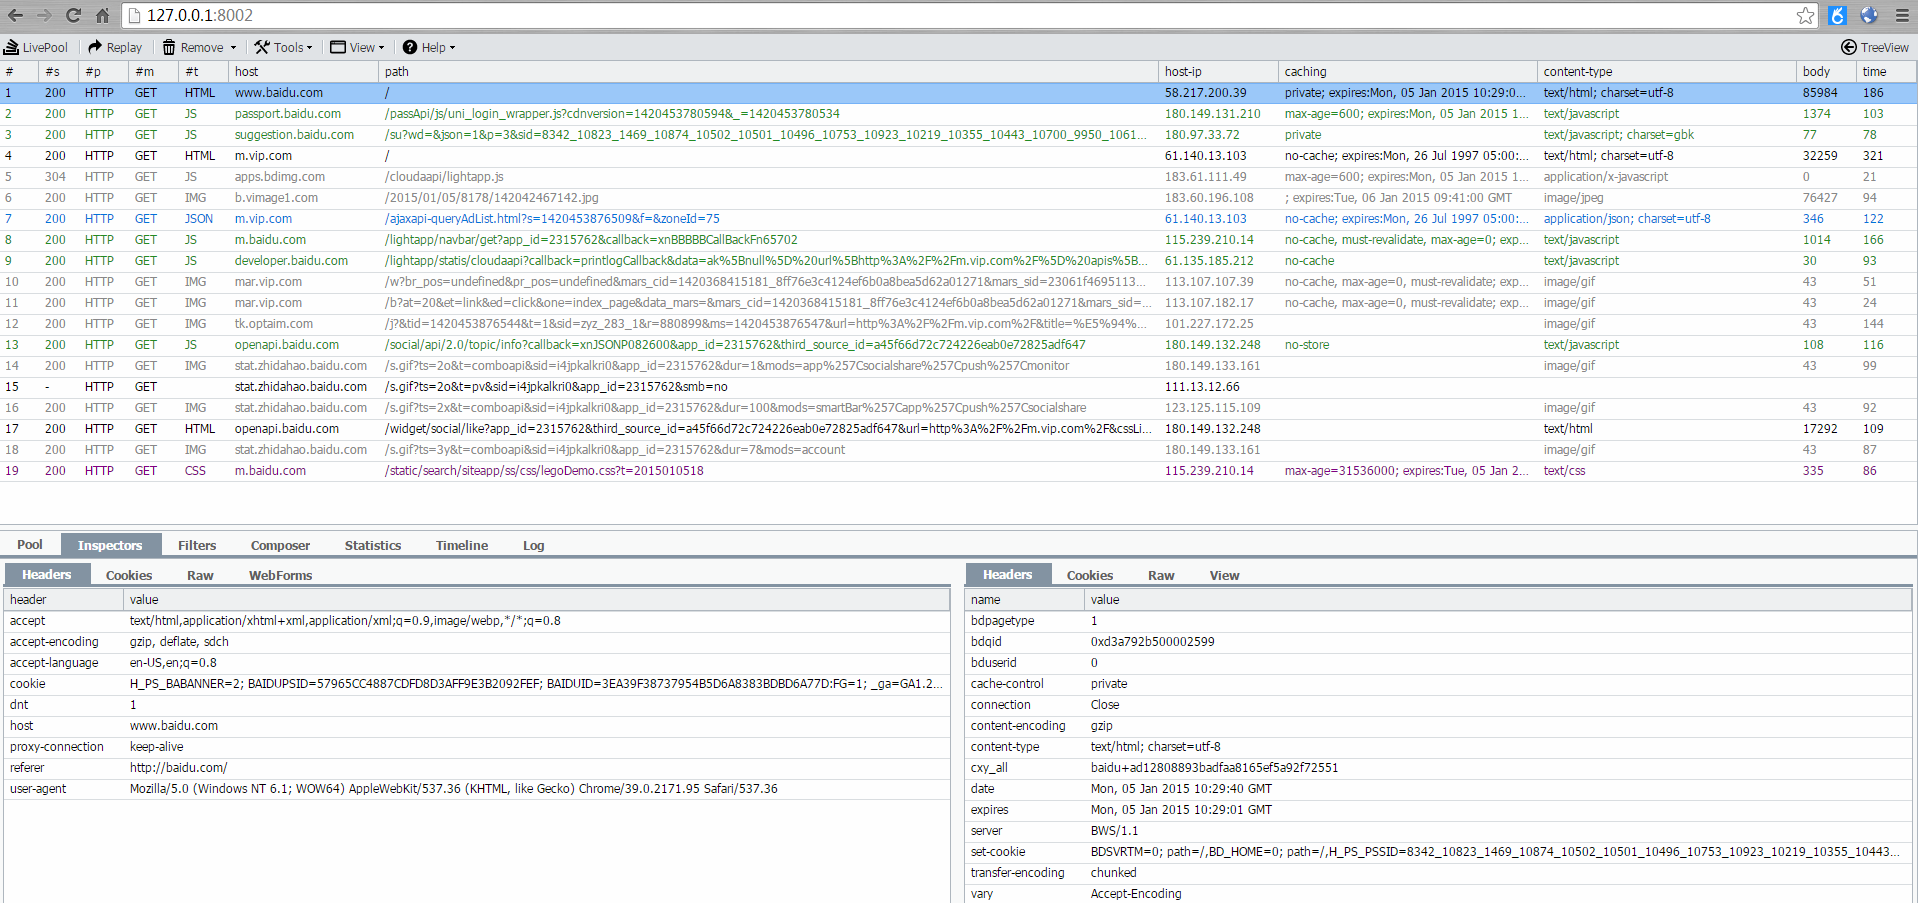 127.0.0.1:8002
LivePool Replay Remove Tools View Help TreeView
# #s #p #m #t host path host-ip caching content-type body time
1 200 HTTP GET HTML www.baidu.com / 58.217.200.39 private; expires:Mon, 05 Jan 2015 10:29:0... text/html; charset=utf-8 85984 186
2 200 HTTP GET JS passport.baidu.com /passApi/js/uni_login_wrapper.js?cdnversion=1420453780594&_=1420453780534 180.149.131.210 max-age=600; expires:Mon, 05 Jan 2015 1... text/javascript 1374 103
3 200 HTTP GET JS suggestion.baidu.com /su?wd=&json=1&p=3&sid=8342_10823_1469_10874_10502_10501_10496_10753_10923_10219_10355_10443_10700_9950_1061... 180.97.33.72 private text/javascript; charset=gbk 77 78
4 200 HTTP GET HTML m.vip.com / 61.140.13.103 no-cache; expires:Mon, 26 Jul 1997 05:00:... text/html; charset=utf-8 32259 321
5 304 HTTP GET JS apps.bdimg.com /cloudaapi/lightapp.js 183.61.111.49 max-age=600; expires:Mon, 05 Jan 2015 1... application/x-javascript 0 21
6 200 HTTP GET IMG b.vimage1.com /2015/01/05/8178/142042467142.jpg 183.60.196.108 ; expires:Tue, 06 Jan 2015 09:41:00 GMT image/jpeg 76427 94
7 200 HTTP GET JSON m.vip.com /ajaxapi-queryAdList.html?s=1420453876509&f=&zoneId=75 61.140.13.103 no-cache; expires:Mon, 26 Jul 1997 05:00:... application/json; charset=utf-8 346 122
8 200 HTTP GET JS m.baidu.com /lightapp/navbar/get?app_id=2315762&callback=xnBBBBBCallBackFn65702 115.239.210.14 no-cache, must-revalidate, max-age=0; exp... text/javascript 1014 166
9 200 HTTP GET JS developer.baidu.com /lightapp/statis/cloudaapi?callback=printlogCallback&data=ak%5Bnull%5D%20url%5Bhttp%3A%2F%2Fm.vip.com%2F%5D%20apis%5B... 61.135.185.212 no-cache text/javascript 30 93
10 200 HTTP GET IMG mar.vip.com /w?br_pos=undefined&pr_pos=undefined&mars_cid=1420368415181_8ff76e3c4124ef6b0a8bea5d62a01271&mars_sid=23061f4695113... 113.107.107.39 no-cache, max-age=0, must-revalidate; exp... image/gif 43 51
11 200 HTTP GET IMG mar.vip.com /b?at=20&et=link&ed=click&one=index_page&data_mars=&mars_cid=1420368415181_8ff76e3c4124ef6b0a8bea5d62a01271&mars_sid=... 113.107.182.17 no-cache, max-age=0, must-revalidate; exp... image/gif 43 24
12 200 HTTP GET IMG tk.optaim.com /j?&tid=1420453876544&t=1&sid=zyz_283_1&r=880899&ms=1420453876547&url=http%3A%2F%2Fm.vip.com%2F&title=%E5%94%... 101.227.172.25 image/gif 43 144
13 200 HTTP GET JS openapi.baidu.com /social/api/2.0/topic/info?callback=xnJSONP082600&app_id=2315762&third_source_id=a45f66d72c724226eab0e72825adf647 180.149.132.248 no-store text/javascript 108 116
14 200 HTTP GET IMG stat.zhidahao.baidu.com /s.gif?ts=2o&t=comboapi&sid=i4jpkalkri0&app_id=2315762&dur=1&mods=app%257Csocialshare%257Cpush%257Cmonitor 180.149.133.161 image/gif 43 99
15 - HTTP GET stat.zhidahao.baidu.com /s.gif?ts=2o&t=pv&sid=i4jpkalkri0&app_id=2315762&smb=no 111.13.12.66
16 200 HTTP GET IMG stat.zhidahao.baidu.com /s.gif?ts=2x&t=comboapi&sid=i4jpkalkri0&app_id=2315762&dur=100&mods=smartBar%257Capp%257Cpush%257Csocialshare 123.125.115.109 image/gif 43 92
17 200 HTTP GET HTML openapi.baidu.com /widget/social/like?app_id=2315762&third_source_id=a45f66d72c724226eab0e72825adf647&url=http%3A%2F%2Fm.vip.com%2F&cssLi... 180.149.132.248 text/html 17292 109
18 200 HTTP GET IMG stat.zhidahao.baidu.com /s.gif?ts=3y&t=comboapi&sid=i4jpkalkri0&app_id=2315762&dur=7&mods=account 180.149.133.161 image/gif 43 87
19 200 HTTP GET CSS m.baidu.com /static/search/siteapp/ss/css/legoDemo.css?t=2015010518 115.239.210.14 max-age=31536000; expires:Tue, 05 Jan 2... text/css 335 86
Pool Inspectors Filters Composer Statistics Timeline Log
Headers Cookies Raw WebForms
header value
accept text/html,application/xhtml+xml,application/xml;q=0.9,image/webp,*/*;q=0.8
accept-encoding gzip, deflate, sdch
accept-language en-US,en;q=0.8
cookie H_PS_BABANNER=2; BAIDUPSID=57965CC4887CDFD8D3AFF9E3B2092FEF; BAIDUID=3EA39F38737954B5D6A8383BDBD6A77D:FG=1; _ga=GA1.2...
dnt 1
host www.baidu.com
proxy-connection keep-alive
referer http://baidu.com/
user-agent Mozilla/5.0 (Windows NT 6.1; WOW64) AppleWebKit/537.36 (KHTML, like Gecko) Chrome/39.0.2171.95 Safari/537.36
Headers Cookies Raw View
name value
bdpagetype 1
bdqid 0xd3a792b500002599
bduserid 0
cache-control private
connection Close
content-encoding gzip
content-type text/html; charset=utf-8
cxy_all baidu+ad12808893badfaa8165ef5a92f72551
date Mon, 05 Jan 2015 10:29:40 GMT
expires Mon, 05 Jan 2015 10:29:01 GMT
server BWS/1.1
set-cookie BDSVRTM=0; path=/,BD_HOME=0; path=/,H_PS_PSSID=8342_10823_1469_10874_10502_10501_10496_10753_10923_10219_10355_10443...
transfer-encoding chunked
vary Accept-Encoding